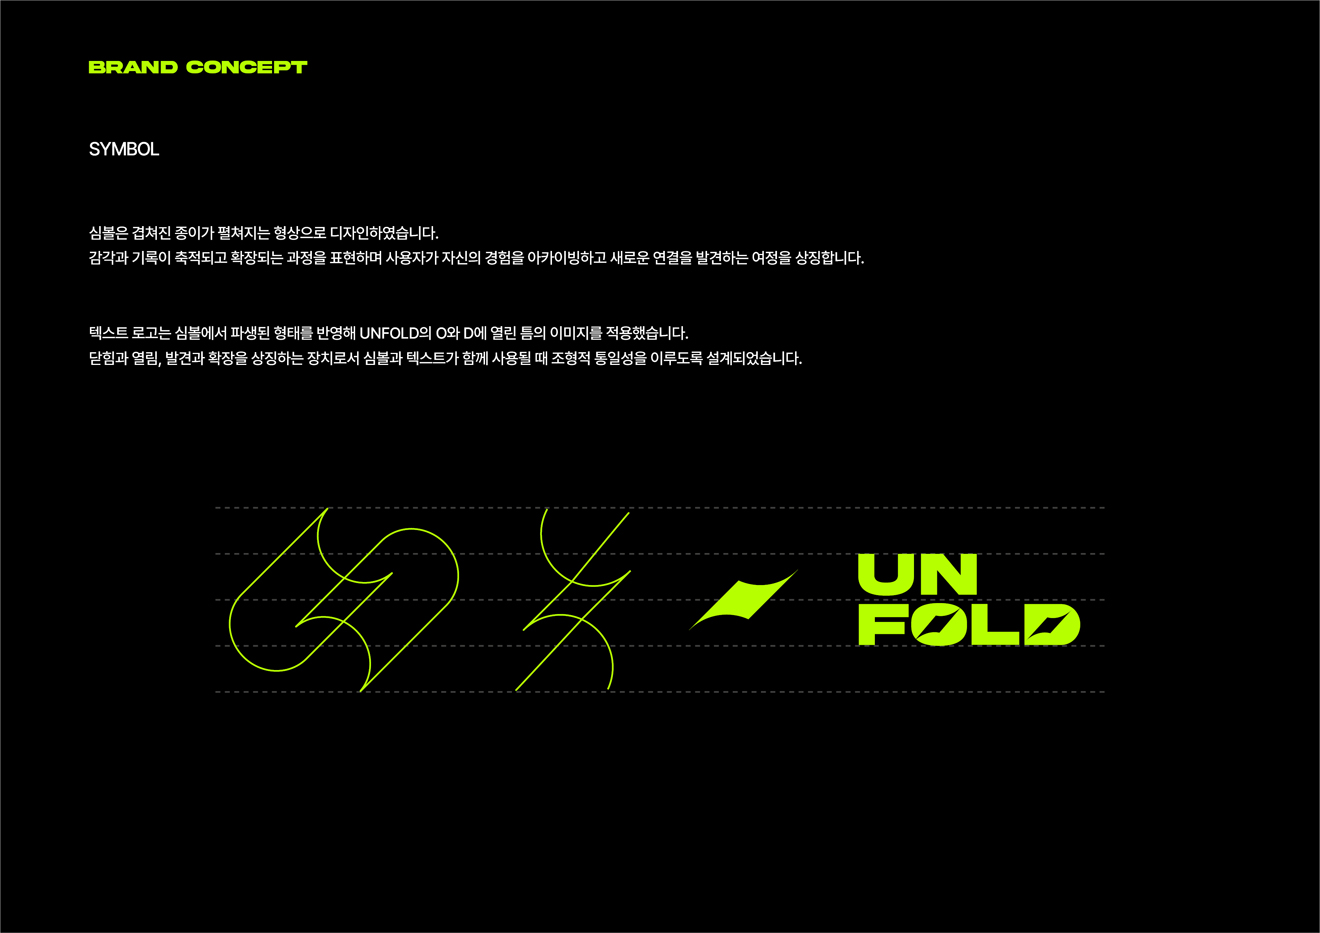 BRAND CONCEPT
SYMBOL
심볼은 겹쳐진 종이가 펼쳐지는 형상으로 디자인하였습니다.
감각과 기록이 축적되고 확장되는 과정을 표현하며 사용자가 자신의 경험을 아카이빙하고 새로운 연결을 발견하는 여정을 상징합니다.
텍스트 로고는 심볼에서 파생된 형태를 반영해 UNFOLD의 O와 D에 열린 틈의 이미지를 적용했습니다.
닫힘과 열림, 발견과 확장을 상징하는 장치로서 심볼과 텍스트가 함께 사용될 때 조형적 통일성을 이루도록 설계되었습니다.
UN
FOLD